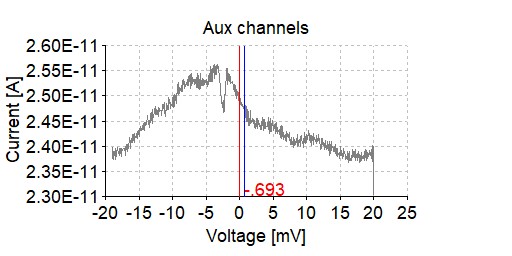 Aux channels
Current [A]
2.60E-11
2.55E-11
2.50E-11
2.45E-11
2.40E-11
2.35E-11
2.30E-11
-.693
-20 -15 -10 -5 0 5 10 15 20 25
Voltage [mV]